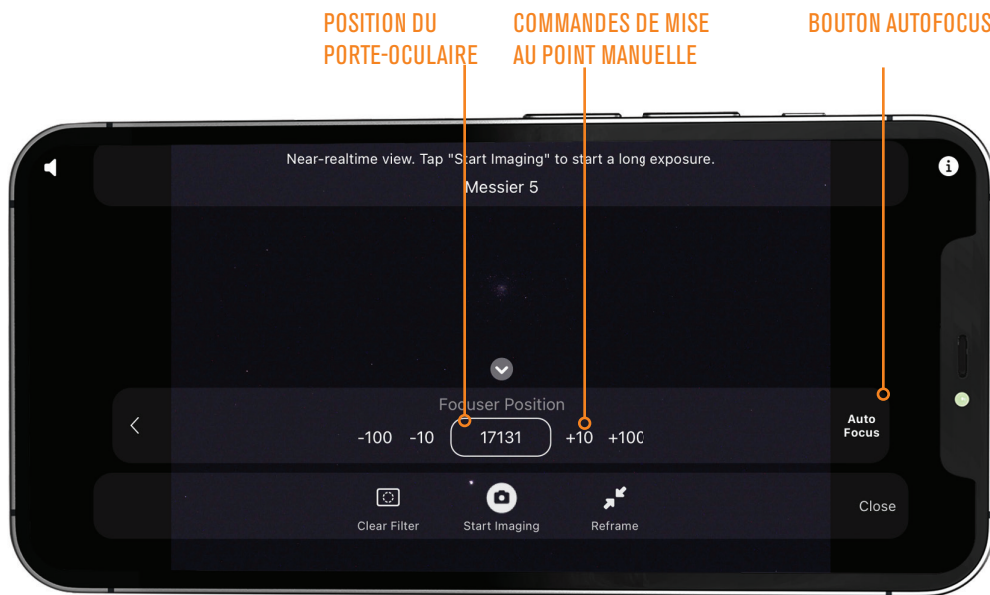 POSITION DU
PORTE-OCULAIRE
COMMANDES DE MISE
AU POINT MANUELLE
BOUTON AUTOFOCUS
Near-realtime view. Tap "Start Imaging" to start a long exposure.
Messier 5
Focuser Position
-100 -10 17131 +10 +100
Auto
Focus
Clear Filter Start Imaging Reframe Close